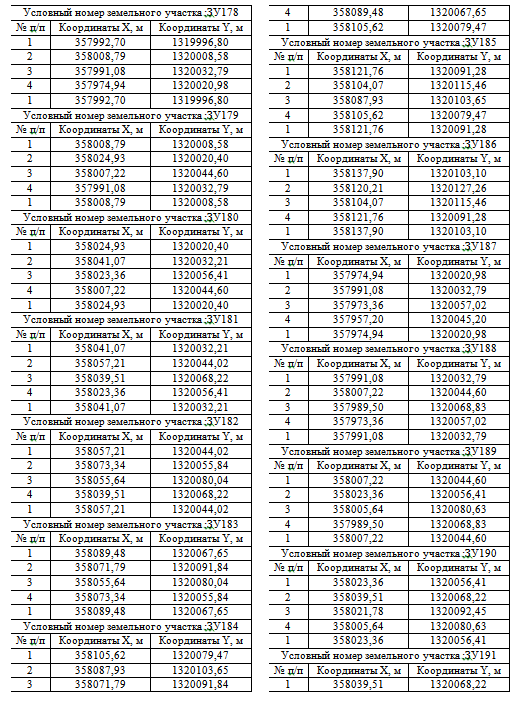 Условный номер земельного участка :ЗУ178
№ п/п Координаты X, м Координаты Y, м
1 357992,70 1319996,80
2 358008,79 1320008,58
3 357991,08 1320032,79
4 357974,94 1320020,98
1 357992,70 1319996,80
Условный номер земельного участка :ЗУ179
№ п/п Координаты X, м Координаты Y, м
1 358008,79 1320008,58
2 358024,93 1320020,40
3 358007,22 1320044,60
4 357991,08 1320032,79
1 358008,79 1320008,58
Условный номер земельного участка :ЗУ180
№ п/п Координаты X, м Координаты Y, м
1 358024,93 1320020,40
2 358041,07 1320032,21
3 358023,36 1320056,41
4 358007,22 1320044,60
1 358024,93 1320020,40
Условный номер земельного участка :ЗУ181
№ п/п Координаты X, м Координаты Y, м
1 358041,07 1320032,21
2 358057,21 1320044,02
3 358039,51 1320068,22
4 358023,36 1320056,41
1 358041,07 1320032,21
Условный номер земельного участка :ЗУ182
№ п/п Координаты X, м Координаты Y, м
1 358057,21 1320044,02
2 358073,34 1320055,84
3 358055,64 1320080,04
4 358039,51 1320068,22
1 358057,21 1320044,02
Условный номер земельного участка :ЗУ183
№ п/п Координаты X, м Координаты Y, м
1 358089,48 1320067,65
2 358071,79 1320091,84
3 358055,64 1320080,04
4 358073,34 1320055,84
1 358089,48 1320067,65
Условный номер земельного участка :ЗУ184
№ п/п Координаты X, м Координаты Y, м
1 358105,62 1320079,47
2 358087,93 1320103,65
3 358071,79 1320091,84
4 358089,48 1320067,65
1 358105,62 1320079,47
Условный номер земельного участка :ЗУ185
№ п/п Координаты X, м Координаты Y, м
1 358121,76 1320091,28
2 358104,07 1320115,46
3 358087,93 1320103,65
4 358105,62 1320079,47
1 358121,76 1320091,28
Условный номер земельного участка :ЗУ186
№ п/п Координаты X, м Координаты Y, м
1 358137,90 1320103,10
2 358120,21 1320127,26
3 358104,07 1320115,46
4 358121,76 1320091,28
1 358137,90 1320103,10
Условный номер земельного участка :ЗУ187
№ п/п Координаты X, м Координаты Y, м
1 357974,94 1320020,98
2 357991,08 1320032,79
3 357973,36 1320057,02
4 357957,20 1320045,20
1 357974,94 1320020,98
Условный номер земельного участка :ЗУ188
№ п/п Координаты X, м Координаты Y, м
1 357991,08 1320032,79
2 358007,22 1320044,60
3 357989,50 1320068,83
4 357973,36 1320057,02
1 357991,08 1320032,79
Условный номер земельного участка :ЗУ189
№ п/п Координаты X, м Координаты Y, м
1 358007,22 1320044,60
2 358023,36 1320056,41
3 358005,64 1320080,63
4 357989,50 1320068,83
1 358007,22 1320044,60
Условный номер земельного участка :ЗУ190
№ п/п Координаты X, м Координаты Y, м
1 358023,36 1320056,41
2 358039,51 1320068,22
3 358021,78 1320092,45
4 358005,64 1320080,63
1 358023,36 1320056,41
Условный номер земельного участка :ЗУ191
№ п/п Координаты X, м Координаты Y, м
1 358039,51 1320068,22